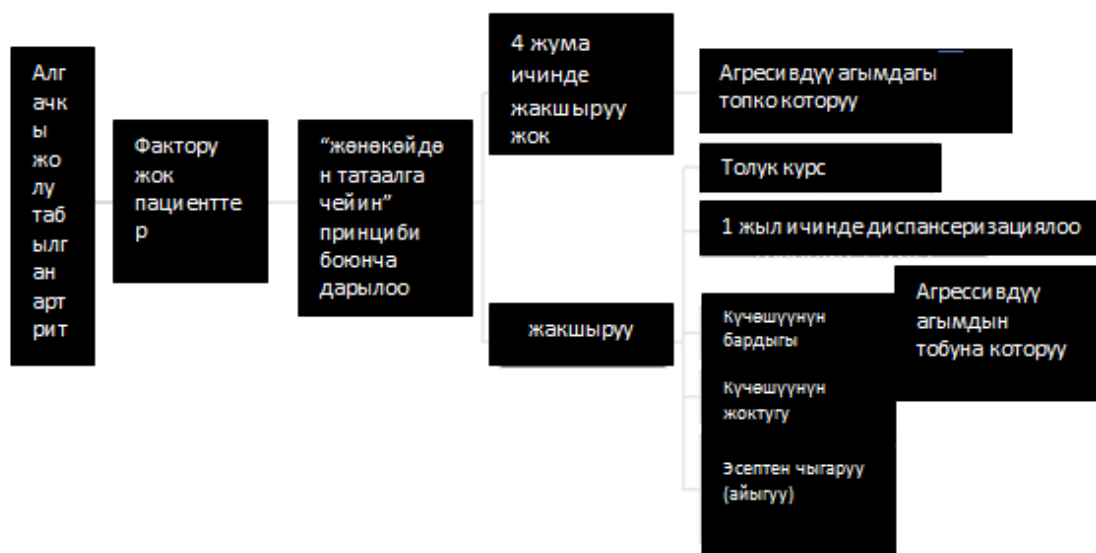 Алг
ачк
ы
жо
лу
таб
ылг
ан
арт
рит
Фактору
жок
пациентте
р
“жөнөкөйдө
н татаалга
чейин”
принциби
боюнча
дарылоо
4 жума
ичинде
жакшыруу
жок
Агресивдүү агымдагы
топко которуу
жакшыруу
Толук курс
1 жыл ичинде диспансеризациялоо
Күчөшүүнүн
бардыгы
Агрессивдүү
агымдын
тобуна которуу
Күчөшүүнүн
жоктугу
Эсептен чыгаруу
(айыгуу)